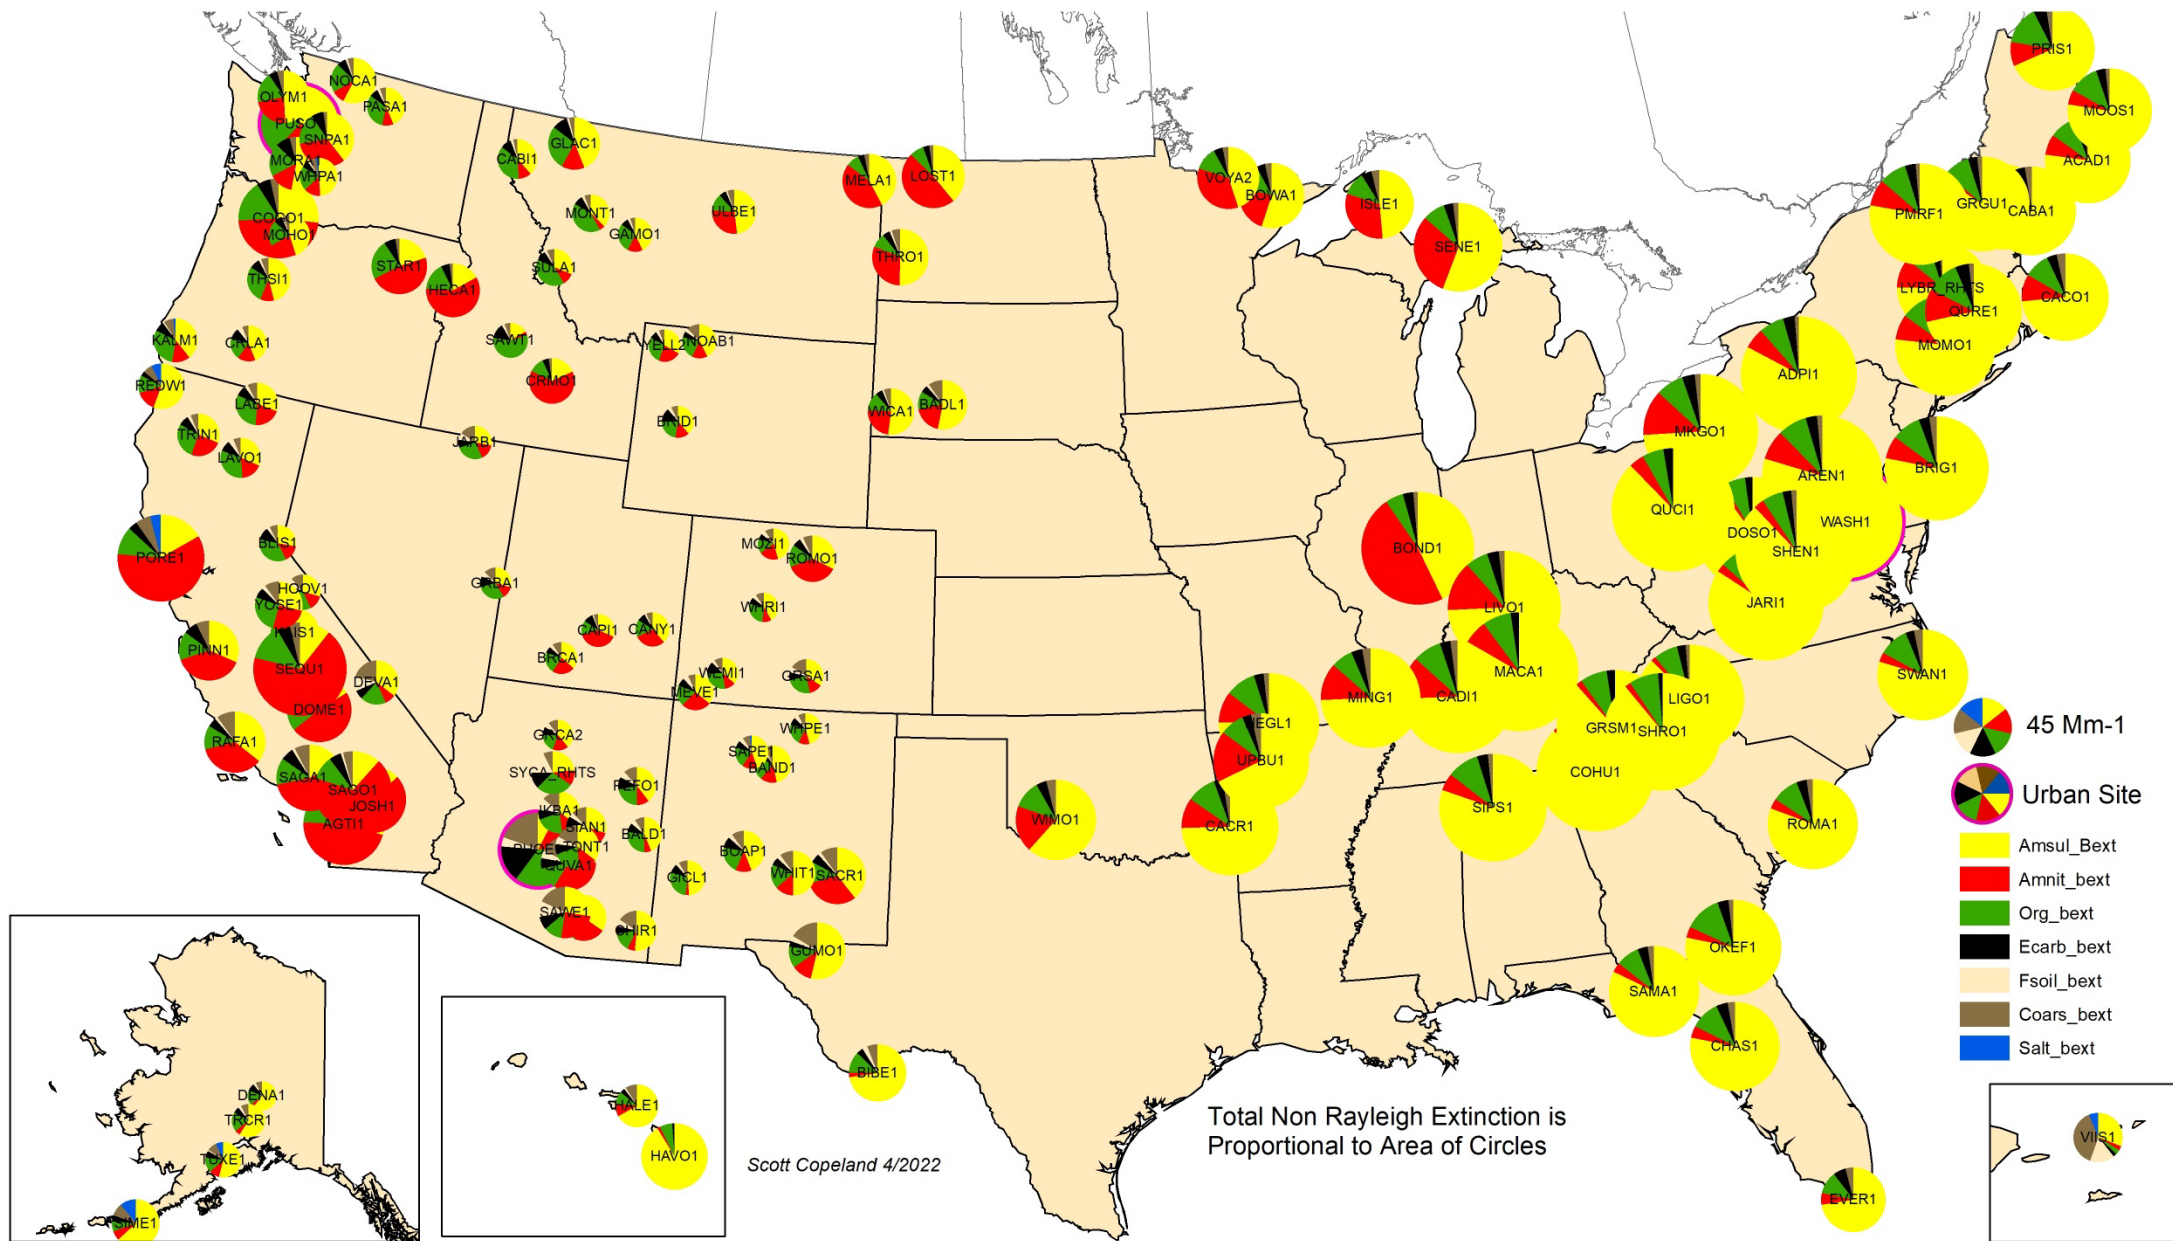 PRIS1
NOCA1
OLYM1
PASA1
MOOS1
PUSO
SNPA1
GLAC1
CABI1
MORA1
WHPA1
ACAD1
MELA1
LOST1
VOYA2
BOWA1
ISLE1
PMRF1
GRGU1
CABA1
COGO1
MOHO1
MONT1
GAMO1
ULBE1
SENE1
THRO1
THSI1
STAR1
HECA1
SULA1
LYBR_RHTS
QURE1
CACO1
KALM1
CRLA1
SAWT1
YELL2
NOAB1
MOMO1
ADPI1
REDW1
LABE1
CRMO1
BRID1
WICA1
BADL1
TRIN1
LAVO1
JARB1
MKGO1
AREN1
BRIG1
QUCI1
DOSO1
WASH1
SHEN1
PORE1
BLIS1
MOZI1
ROMO1
BOND1
HOOV1
YOSE1
GRBA1
WHRI1
LIVO1
JARI1
KAIS1
PINN1
SEQU1
CAPI1
CANY1
BRCA1
WEMI1
GRSA1
MEVE1
DEVA1
DOME1
MACA1
CADI1
MING1
HEGL1
SWAN1
LIGO1
GRSM1
SHRO1
RAFA1
GRCA2
WHPE1
SAPE1
BAND1
UPBU1
COHU1
45 Mm-1
SAGA1
SAGO1
JOSH1
AGTI1
SYCA_RHTS
PEFO1
IKBA1
SIAN1
BALD1
PHOE
TONT1
QUVA1
BOAP1
GICL1
WHIT1
SACR1
WIMO1
CACR1
SIPS1
ROMA1
Urban Site
Amsul_Bext
Amnit_bext
Org_bext
Ecarb_bext
Fsoil_bext
Coars_bext
Salt_bext
SAWE1
CHIR1
GUMO1
OKEF1
SAMA1
CHAS1
BIBE1
EVER1
DENA1
TRCR1
TUXE1
SIME1
HALE1
HAVO1
VIIS1
Scott Copeland 4/2022
Total Non Rayleigh Extinction is
Proportional to Area of Circles